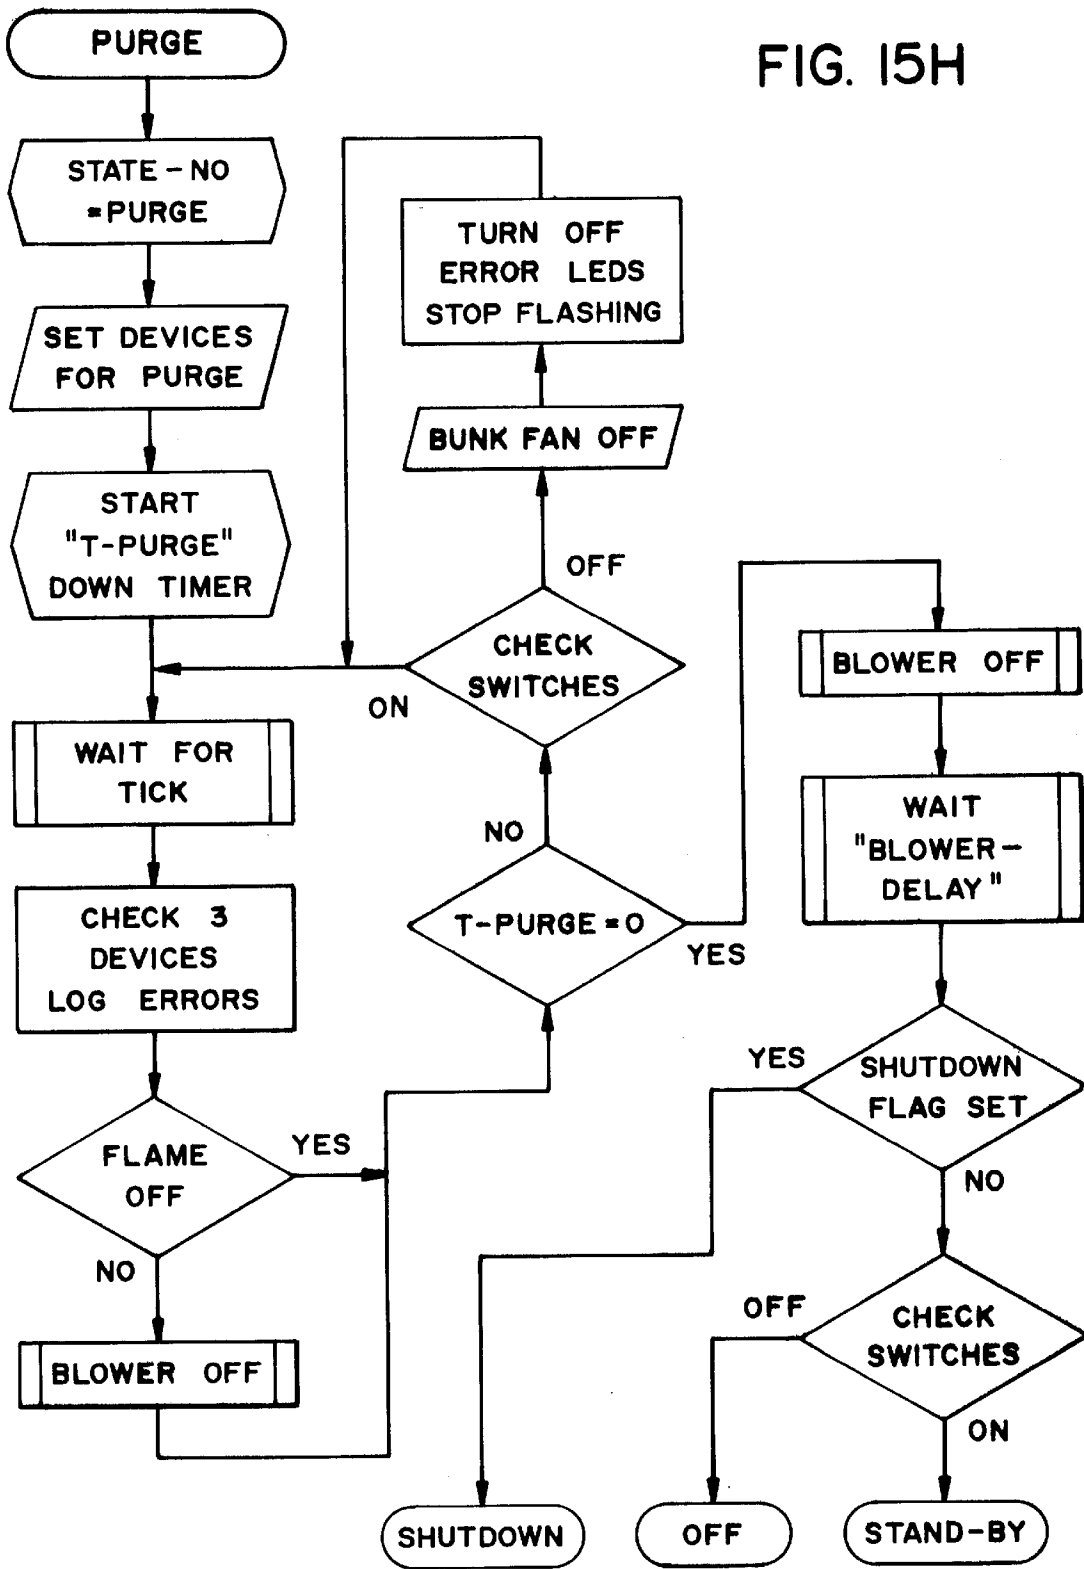 PURGE
FIG. 15H
STATE-NO
=PURGE
SET DEVICES
FOR PURGE
START
"T-PURGE"
DOWN TIMER
WAIT FOR
TICK
CHECK 3
DEVICES
LOG ERRORS
FLAME
OFF
YES
NO
BLOWER OFF
TURN OFF
ERROR LEDS
STOP FLASHING
BUNK FAN OFF
OFF
CHECK
SWITCHES
ON
NO
T-PURGE=0
YES
BLOWER OFF
WAIT
"BLOWER-
DELAY"
YES
SHUTDOWN
FLAG SET
NO
OFF
CHECK
SWITCHES
ON
SHUTDOWN
OFF
STAND-BY